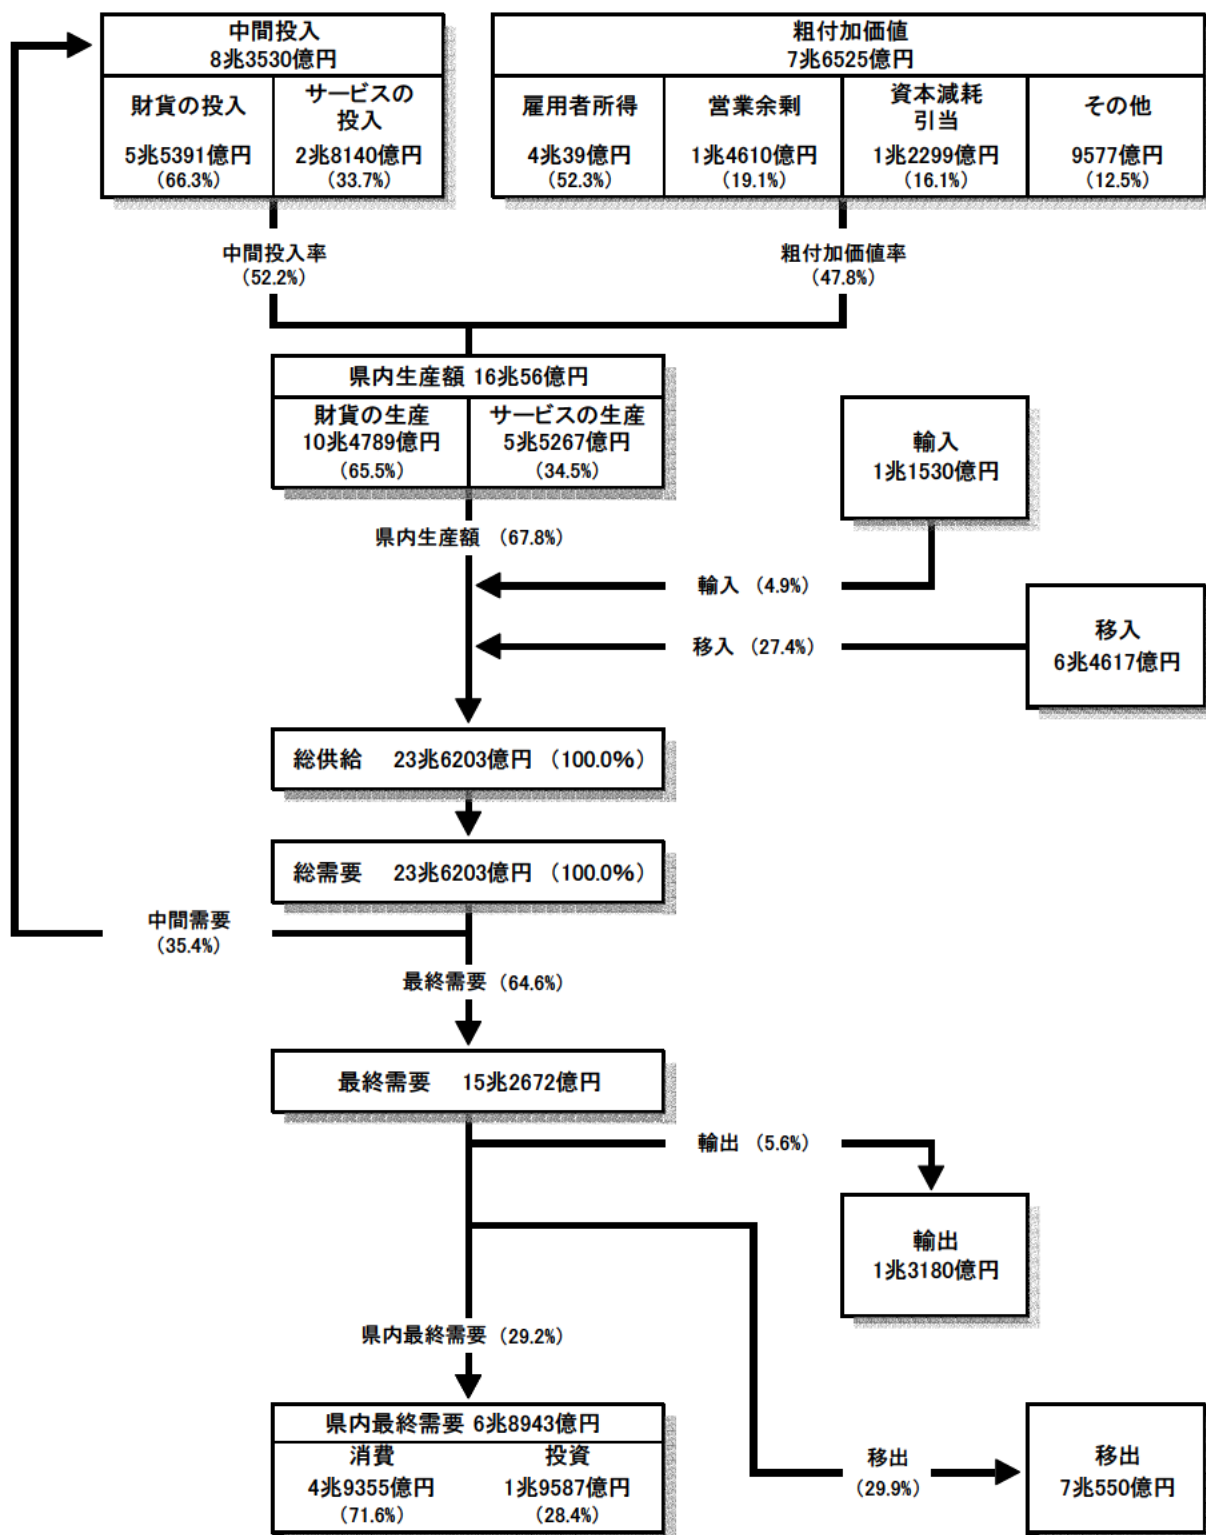 中間投入
8兆3530億円
財貨の投入
5兆5391億円
(66.3%)
サービスの
投入
2兆8140億円
(33.7%)
粗付加価値
7兆6525億円
雇用者所得
4兆39億円
(52.3%)
営業余剰
1兆4610億円
(19.1%)
資本減耗
引当
1兆2299億円
(16.1%)
その他
9577億円
(12.5%)
中間投入率
(52.2%)
粗付加価値率
(47.8%)
県内生産額 16兆56億円
財貨の生産
10兆4789億円
(65.5%)
サービスの生産
5兆5267億円
(34.5%)
輸入
1兆1530億円
県内生産額 (67.8%)
輸入 (4.9%)
移入
6兆4617億円
移入 (27.4%)
総供給 23兆6203億円 (100.0%)
総需要 23兆6203億円 (100.0%)
中間需要
(35.4%)
最終需要 (64.6%)
最終需要 15兆2672億円
輸出 (5.6%)
輸出
1兆3180億円
県内最終需要 (29.2%)
県内最終需要 6兆8943億円
消費
4兆9355億円
(71.6%)
投資
1兆9587億円
(28.4%)
移出
(29.9%)
移出
7兆550億円